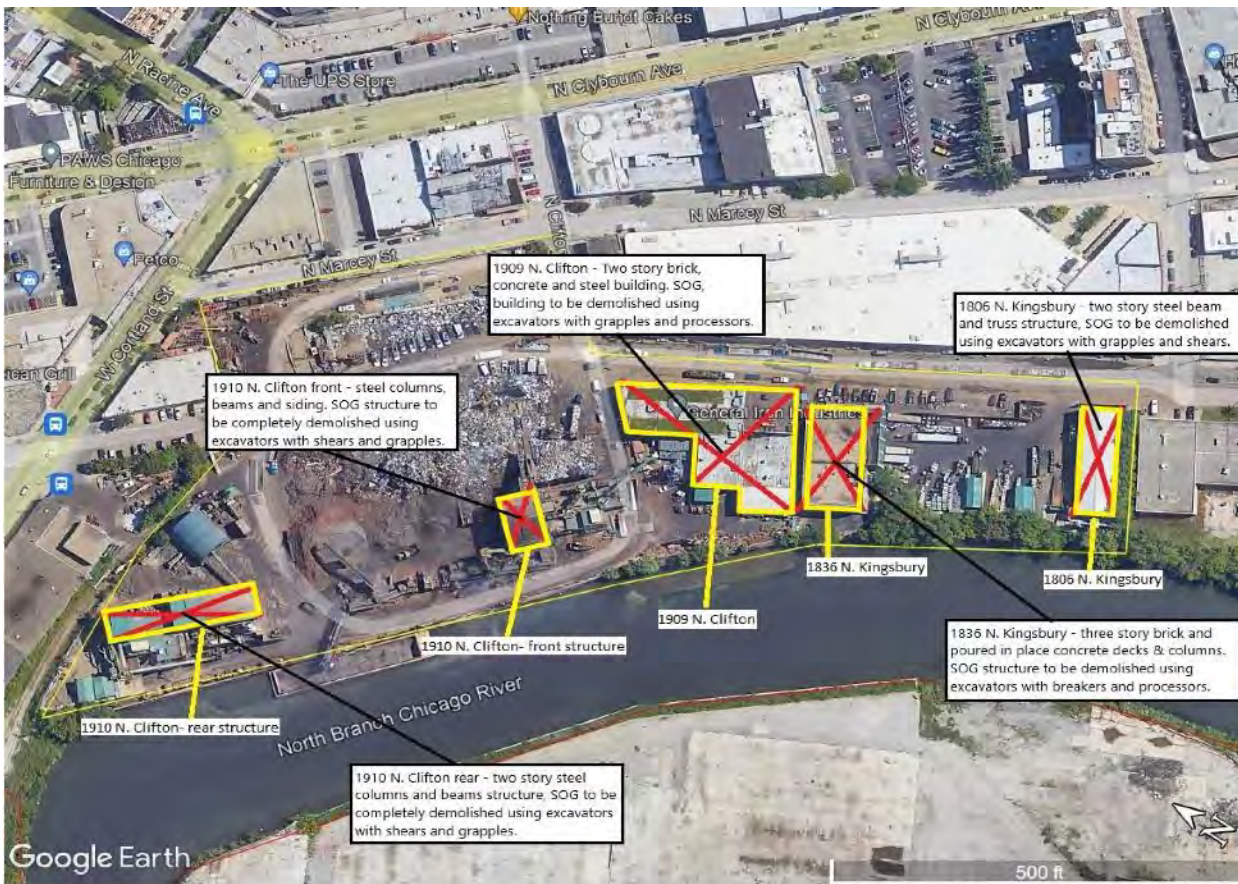 Nothing Bundt Cakes
N Clybourn Ave
N Racine Ave
The UPS Store
N Clybourn Ave
PAWS Chicago
Furniture & Design
N Marcey St
N Clifton
Petco
N Marcey St
W Cortland St
ican Grill
1909 N. Clifton - Two story brick,
concrete and steel building. SOG,
building to be demolished using
excavators with grapples and processors.
1806 N. Kingsbury - two story steel beam
and truss structure, SOG to be demolished
using excavators with grapples and shears.
1910 N. Clifton front - steel columns,
beams and siding. SOG structure to
be completely demolished using
excavators with shears and grapples.
General Iron Industries
1836 N. Kingsbury
1806 N. Kingsbury
1909 N. Clifton
1910 N. Clifton- front structure
1836 N. Kingsbury - three story brick and
poured in place concrete decks & columns.
SOG structure to be demolished using
excavators with breakers and processors.
1910 N. Clifton- rear structure
North Branch Chicago River
1910 N. Clifton rear - two story steel
columns and beams structure, SOG to be
completely demolished using excavators
with shears and grapples.
N
Google Earth
500 ft